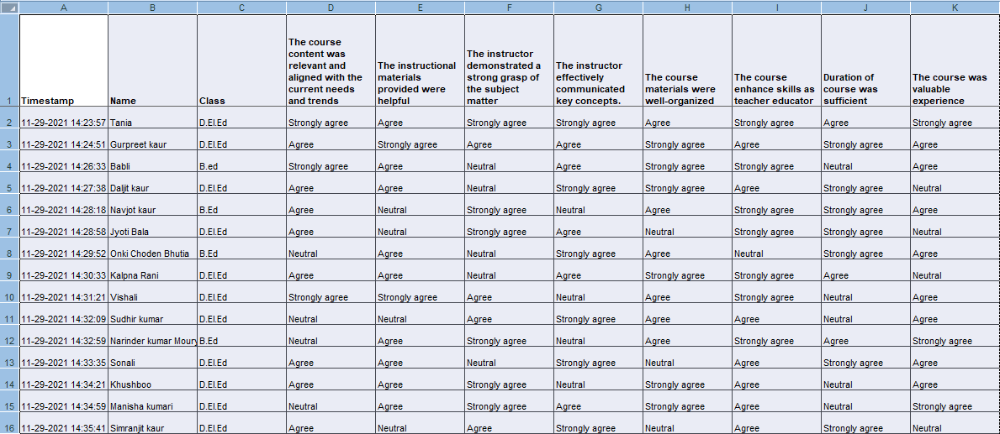 A B C D E F G H I J K
1 Timestamp Name Class The course content was relevant and aligned with the current needs and trends The instructional materials provided were helpful The instructor demonstrated a strong grasp of the subject matter The instructor effectively communicated key concepts. The course materials were well-organized The course enhance skills as teacher educator Duration of course was sufficient The course was valuable experience
2 11-29-2021 14:23:57 Tania D.El.Ed Strongly agree Agree Strongly agree Strongly agree Agree Strongly agree Agree Strongly agree
3 11-29-2021 14:24:51 Gurpreet kaur D.El.Ed Agree Strongly agree Agree Agree Strongly agree Agree Strongly agree Agree
4 11-29-2021 14:26:33 Babli B.ed Strongly agree Agree Neutral Agree Strongly agree Strongly agree Neutral Agree
5 11-29-2021 14:27:38 Daljit kaur D.El.Ed Agree Agree Neutral Strongly agree Strongly agree Agree Strongly agree Neutral
6 11-29-2021 14:28:18 Navjot kaur B.Ed Agree Neutral Strongly agree Neutral Agree Strongly agree Strongly agree Agree
7 11-29-2021 14:28:58 Jyoti Bala D.El.Ed Agree Neutral Strongly agree Agree Neutral Strongly agree Strongly agree Neutral
8 11-29-2021 14:29:52 Onki Choden Bhutia B.Ed Neutral Agree Neutral Strongly agree Agree Neutral Strongly agree Agree
9 11-29-2021 14:30:33 Kalpna Rani D.El.Ed Agree Agree Neutral Agree Strongly agree Strongly agree Agree Neutral
10 11-29-2021 14:31:21 Vishali D.El.Ed Strongly agree Strongly agree Agree Neutral Agree Strongly agree Neutral Agree
11 11-29-2021 14:32:09 Sudhir kumar D.El.Ed Neutral Neutral Agree Strongly agree Agree Agree Neutral Agree
12 11-29-2021 14:32:59 Narinder kumar Moury B.Ed Neutral Agree Strongly agree Neutral Agree Strongly agree Agree Strongly agree
13 11-29-2021 14:33:35 Sonali D.El.Ed Agree Agree Neutral Strongly agree Neutral Agree Strongly agree Agree
14 11-29-2021 14:34:21 Khushboo D.El.Ed Agree Agree Strongly agree Neutral Strongly agree Agree Neutral Agree
15 11-29-2021 14:34:59 Manisha kumari D.El.Ed Neutral Agree Strongly agree Agree Strongly agree Agree Neutral Strongly agree
16 11-29-2021 14:35:41 Simranjit kaur D.El.Ed Agree Neutral Agree Strongly agree Neutral Agree Strongly agree Neutral